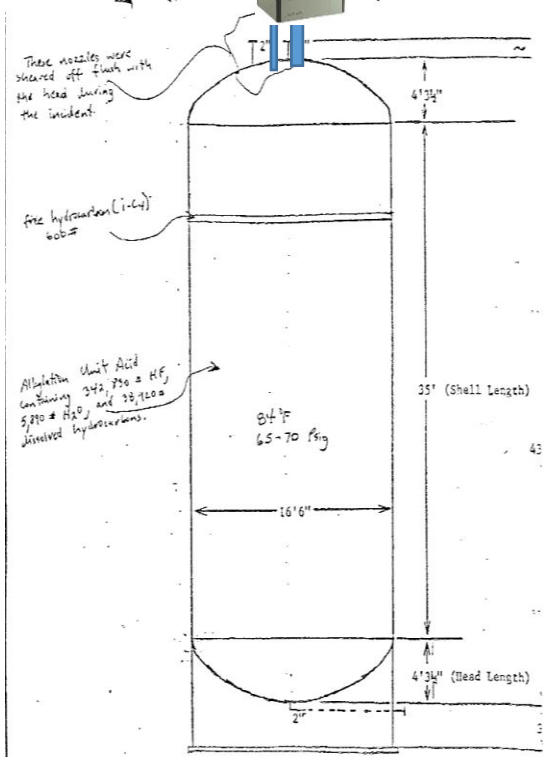 These nozzles were
sheared off flush with
the head during
the incident.
2"
4'3½"
free hydrocarbon (i-C4)
600#
Alkylation Unit Acid
containing 342,890# HF,
5,890# H2O, and 38,920#
dissolved hydrocarbons.
84°F
65-70 Psig
35' (Shell Length)
43
16'6"
4'3½" (Head Length)
2"